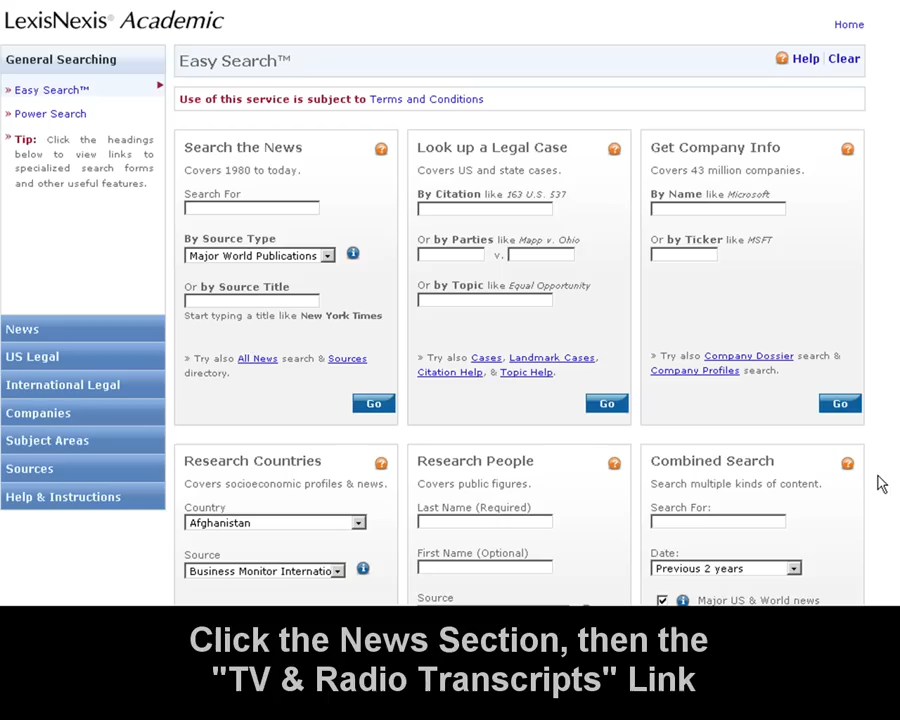 LexisNexis® Academic
Home
General Searching
» Easy Search™
» Power Search
» Tip: Click the headings
below to view links to
specialized search forms
and other useful features.
News
US Legal
International Legal
Companies
Subject Areas
Sources
Help & Instructions
Easy Search™
? Help | Clear
Use of this service is subject to Terms and Conditions
Search the News ?
Covers 1980 to today.
Search For
By Source Type
Major World Publications i
Or by Source Title
Start typing a title like New York Times
» Try also All News search & Sources
directory.
Go
Look up a Legal Case ?
Covers US and state cases.
By Citation like 163 U.S. 537
Or by Parties like Mapp v. Ohio
v.
Or by Topic like Equal Opportunity
» Try also Cases, Landmark Cases,
Citation Help, & Topic Help.
Go
Get Company Info ?
Covers 43 million companies.
By Name like Microsoft
Or by Ticker like MSFT
» Try also Company Dossier search &
Company Profiles search.
Go
Research Countries ?
Covers socioeconomic profiles & news.
Country
Afghanistan
Source
Business Monitor Internatio i
Research People ?
Covers public figures.
Last Name (Required)
First Name (Optional)
Source
Combined Search ?
Search multiple kinds of content.
Search For:
Date:
Previous 2 years
i Major US & World news
Click the News Section, then the
"TV & Radio Transcripts" Link